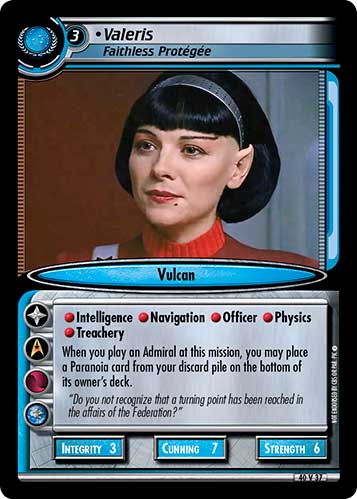 3
•Valeris
Faithless Protégée
Vulcan
Intelligence Navigation Officer Physics
Treachery
When you play an Admiral at this mission, you may
place a Paranoia card from your discard pile on the bottom
of its owner's deck.
"Do you not recognize that a turning point has been reached in
the affairs of the Federation?"
INTEGRITY 3 CUNNING 7 STRENGTH 6
40 V 37